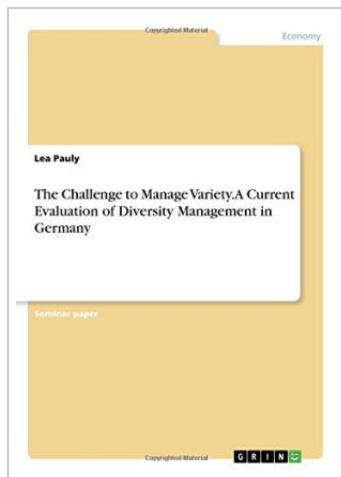 Copyrighted Material
Economy
Lea Pauly
The Challenge to Manage Variety. A Current
Evaluation of Diversity Management in
Germany
Seminar paper
Copyrighted Material
GRIN